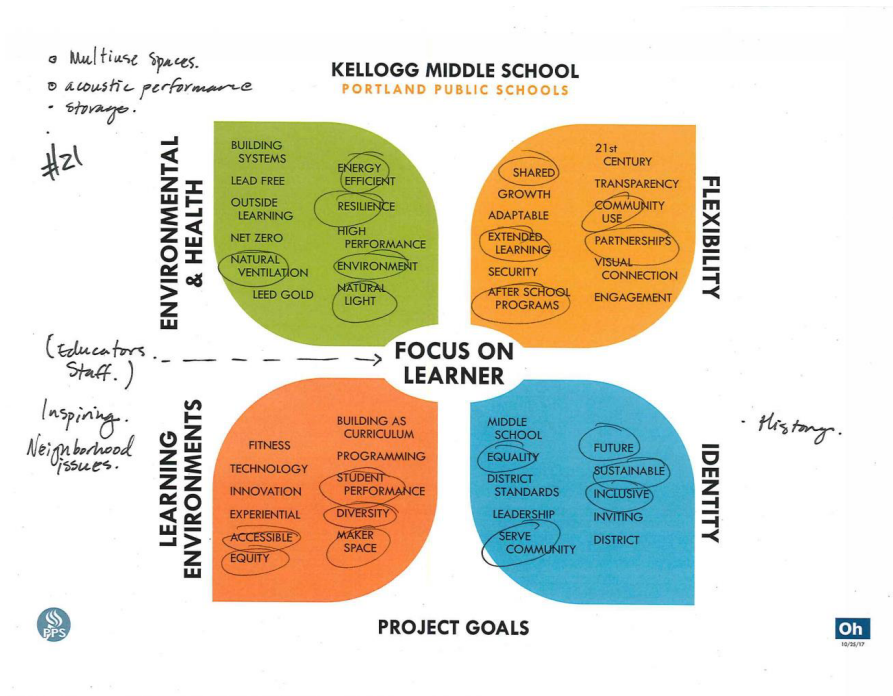 o Multiuse Spaces.
o acoustic performance
- storage.
#21
KELLOGG MIDDLE SCHOOL
PORTLAND PUBLIC SCHOOLS
ENVIRONMENTAL
& HEALTH
BUILDING
SYSTEMS
LEAD FREE
OUTSIDE
LEARNING
NET ZERO
NATURAL
VENTILATION
LEED GOLD
ENERGY
EFFICIENT
RESILIENCE
HIGH
PERFORMANCE
ENVIRONMENT
NATURAL
LIGHT
SHARED
GROWTH
ADAPTABLE
EXTENDED
LEARNING
SECURITY
AFTER SCHOOL
PROGRAMS
21st
CENTURY
TRANSPARENCY
COMMUNITY
USE
PARTNERSHIPS
VISUAL
CONNECTION
ENGAGEMENT
FLEXIBILITY
(Educators.
Staff.)
FOCUS ON
LEARNER
Inspiring.
Neighborhood
issues.
LEARNING
ENVIRONMENTS
FITNESS
TECHNOLOGY
INNOVATION
EXPERIENTIAL
ACCESSIBLE
EQUITY
BUILDING AS
CURRICULUM
PROGRAMMING
STUDENT
PERFORMANCE
DIVERSITY
MAKER
SPACE
MIDDLE
SCHOOL
EQUALITY
DISTRICT
STANDARDS
LEADERSHIP
SERVE
COMMUNITY
FUTURE
SUSTAINABLE
INCLUSIVE
INVITING
DISTRICT
IDENTITY
- History.
PROJECT GOALS
PPS
Oh
10/25/17